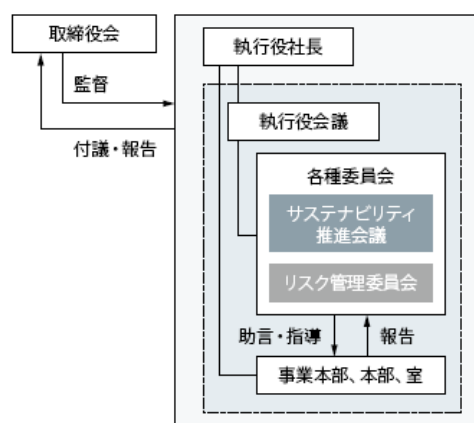 取締役会
執行役社長
監督
付議・報告
執行役会議
各種委員会
サステナビリティ
推進会議
リスク管理委員会
助言・指導
報告
事業本部、本部、室